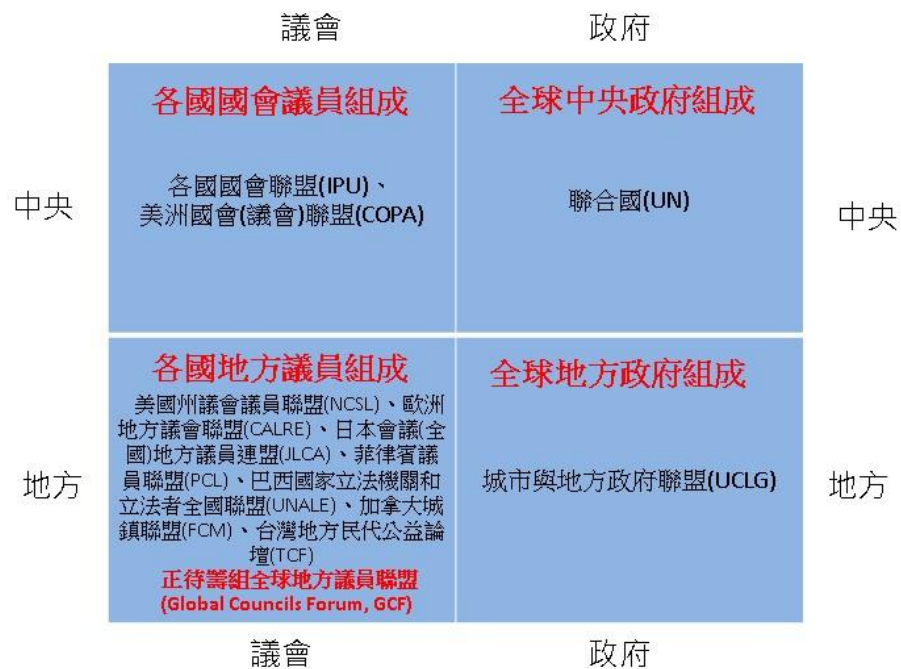 議會
政府
各國國會議員組成
全球中央政府組成
各國國會聯盟(IPU)、
美洲國會(議會)聯盟(COPA)
聯合國(UN)
中央
中央
各國地方議員組成
美國州議會議員聯盟(NCSL)、歐洲
地方議會聯盟(CALRE)、日本會議(全
國)地方議員連盟(JLCA)、菲律賓議
員聯盟(PCL)、巴西國家立法機關和
立法者全國聯盟(UNALE)、加拿大城
鎮聯盟(FCM)、台灣地方民代公益論
壇(TCF)
正待籌組全球地方議員聯盟
(Global Councils Forum, GCF)
全球地方政府組成
城市與地方政府聯盟(UCLG)
地方
地方
議會
政府